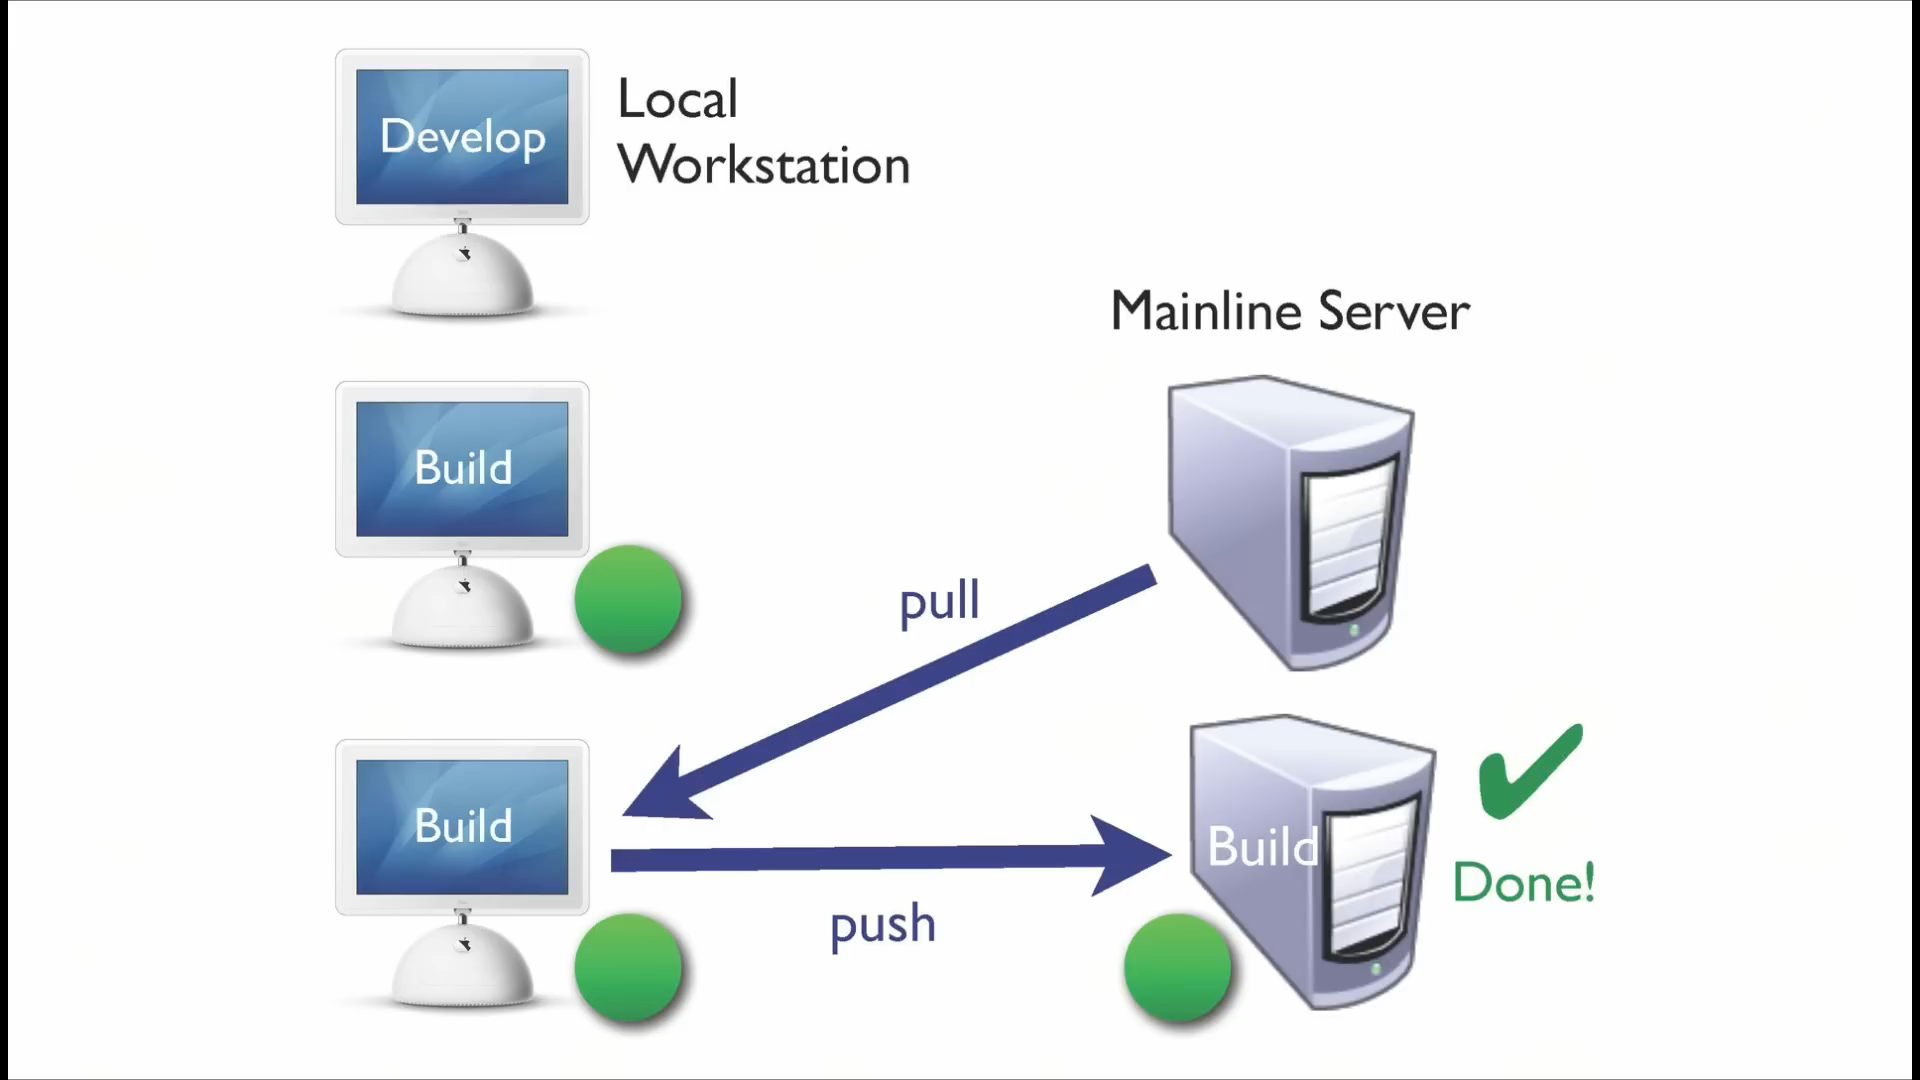 Develop
Local
Workstation
Mainline Server
Build
pull
Build
Build
Done!
push